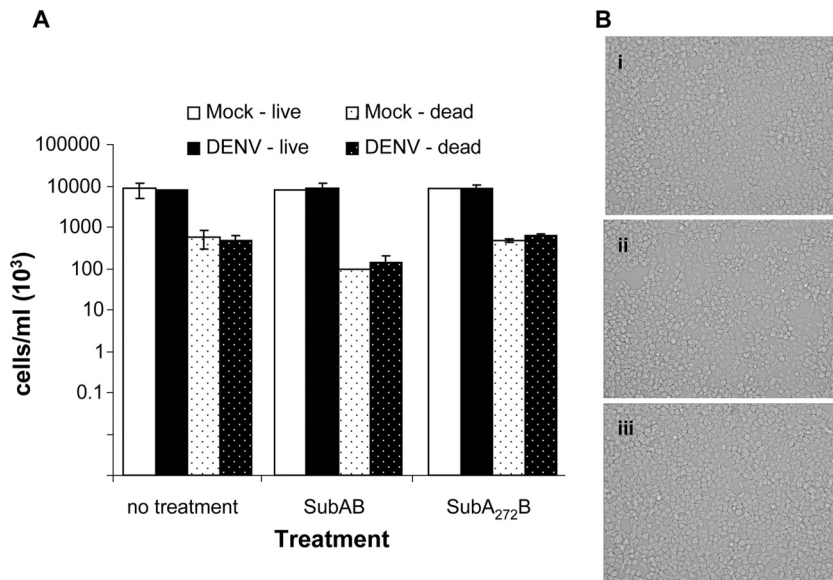 A
B
Mock - live
Mock - dead
DENV - live
DENV - dead
cells/ml (10³)
100000
10000
1000
100
10
1
0.1
no treatment
SubAB
SubA₂₇₂B
Treatment
i
ii
iii